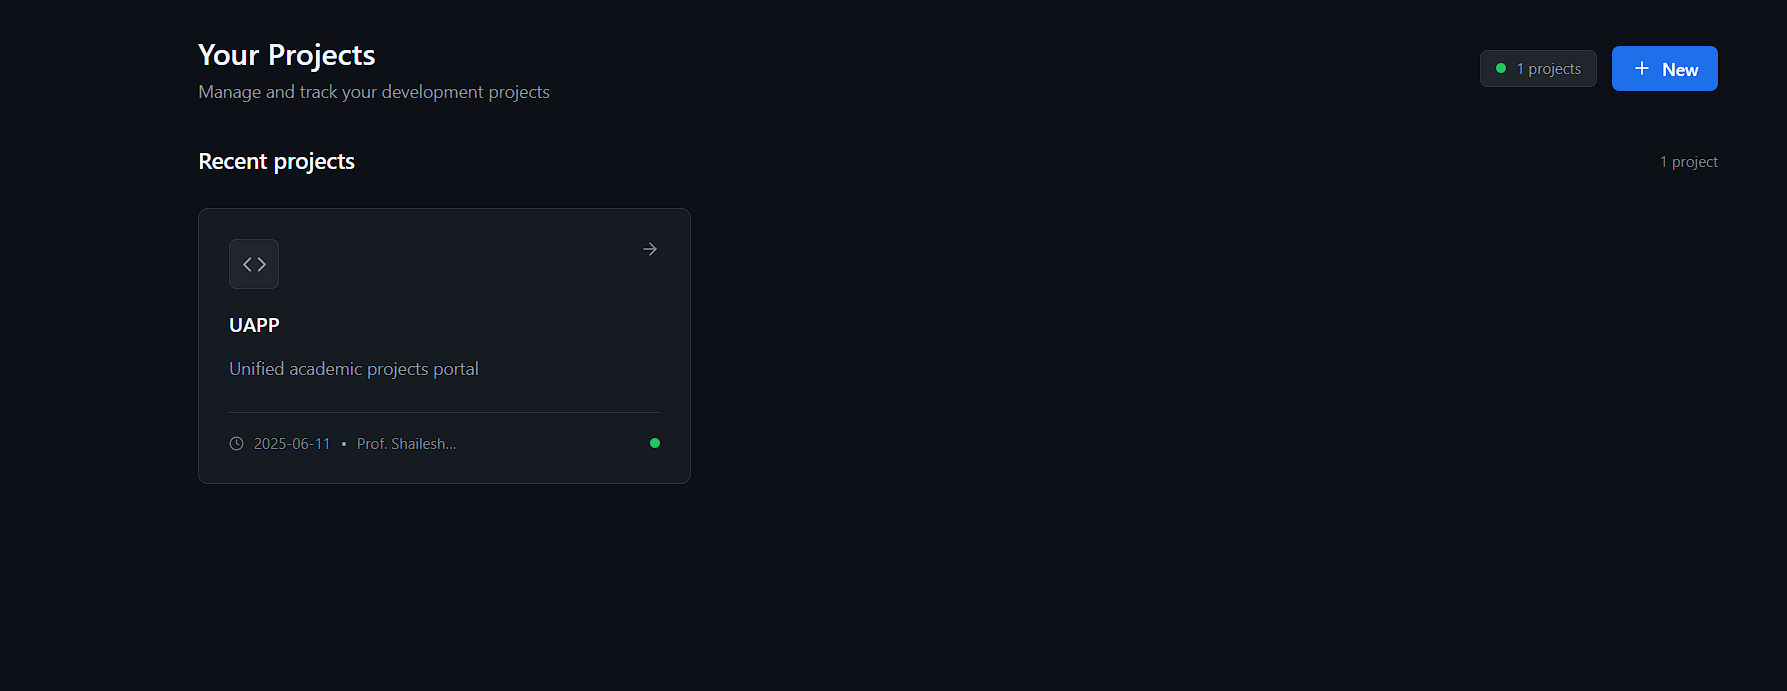 Your Projects
Manage and track your development projects
1 projects
+ New
Recent projects
1 project
UAPP
Unified academic projects portal
2025-06-11 • Prof. Shailesh...